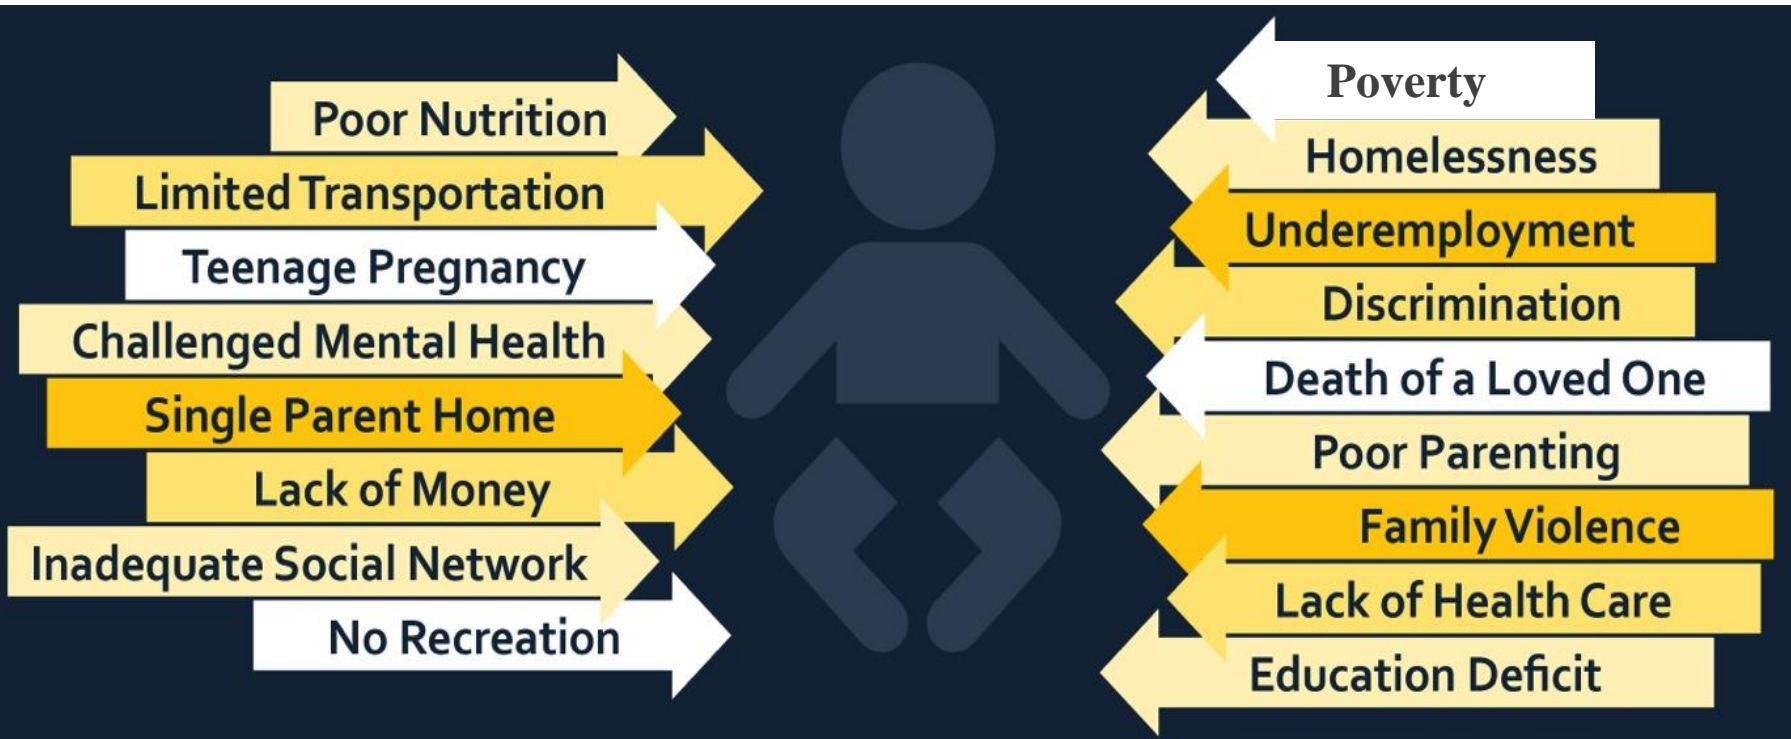 Poor Nutrition
Limited Transportation
Teenage Pregnancy
Challenged Mental Health
Single Parent Home
Lack of Money
Inadequate Social Network
No Recreation
Poverty
Homelessness
Underemployment
Discrimination
Death of a Loved One
Poor Parenting
Family Violence
Lack of Health Care
Education Deficit